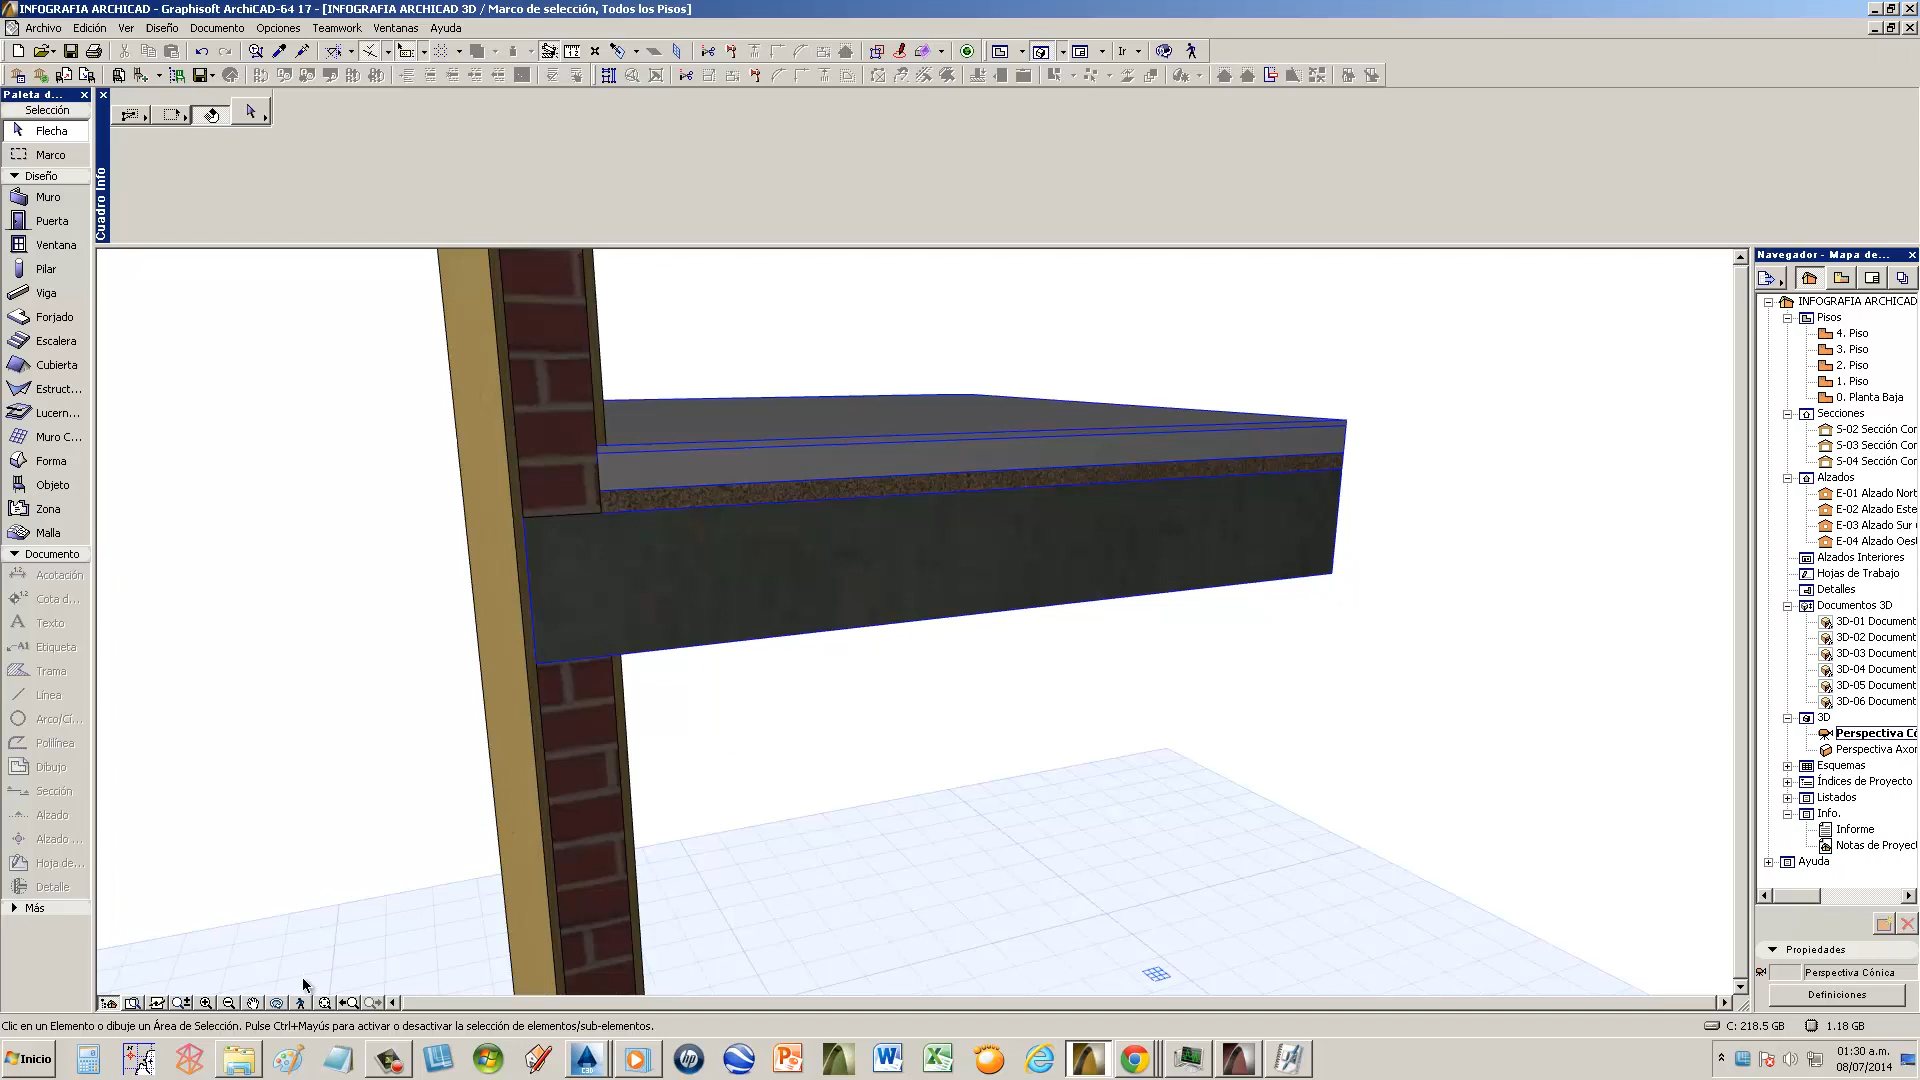 INFOGRAFIA ARCHICAD - Graphisoft ArchiCAD-64 17 - [INFOGRAFIA ARCHICAD 3D / Marco de selección, Todos los Pisos]
Archivo Edición Ver Diseño Documento Opciones Teamwork Ventanas Ayuda
Paleta d...
Selección
Flecha
Marco
Diseño
Muro
Puerta
Ventana
Pilar
Viga
Forjado
Escalera
Cubierta
Estruct...
Lucern...
Muro C...
Forma
Objeto
Zona
Malla
Documento
Acotación
Cota d...
Texto
Etiqueta
Trama
Línea
Arco/Cí...
Polilínea
Dibujo
Sección
Alzado
Alzado ...
Hoja de...
Detalle
Más
Cuadro Info
Navegador - Mapa de...
INFOGRAFIA ARCHICAD
Pisos
4. Piso
3. Piso
2. Piso
1. Piso
0. Planta Baja
Secciones
S-02 Sección Con
S-03 Sección Con
S-04 Sección Con
Alzados
E-01 Alzado Nort
E-02 Alzado Este
E-03 Alzado Sur
E-04 Alzado Oest
Alzados Interiores
Hojas de Trabajo
Detalles
Documentos 3D
3D-01 Document
3D-02 Document
3D-03 Document
3D-04 Document
3D-05 Document
3D-06 Document
3D
Perspectiva Có
Perspectiva Axor
Esquemas
Índices de Proyecto
Listados
Info.
Informe
Notas de Proyect
Ayuda
Propiedades
Perspectiva Cónica
Definiciones
Clic en un Elemento o dibuje un Área de Selección. Pulse Ctrl+Mayús para activar o desactivar la selección de elementos/sub-elementos.
C: 218.5 GB 1.18 GB
Inicio
01:30 a.m.
08/07/2014